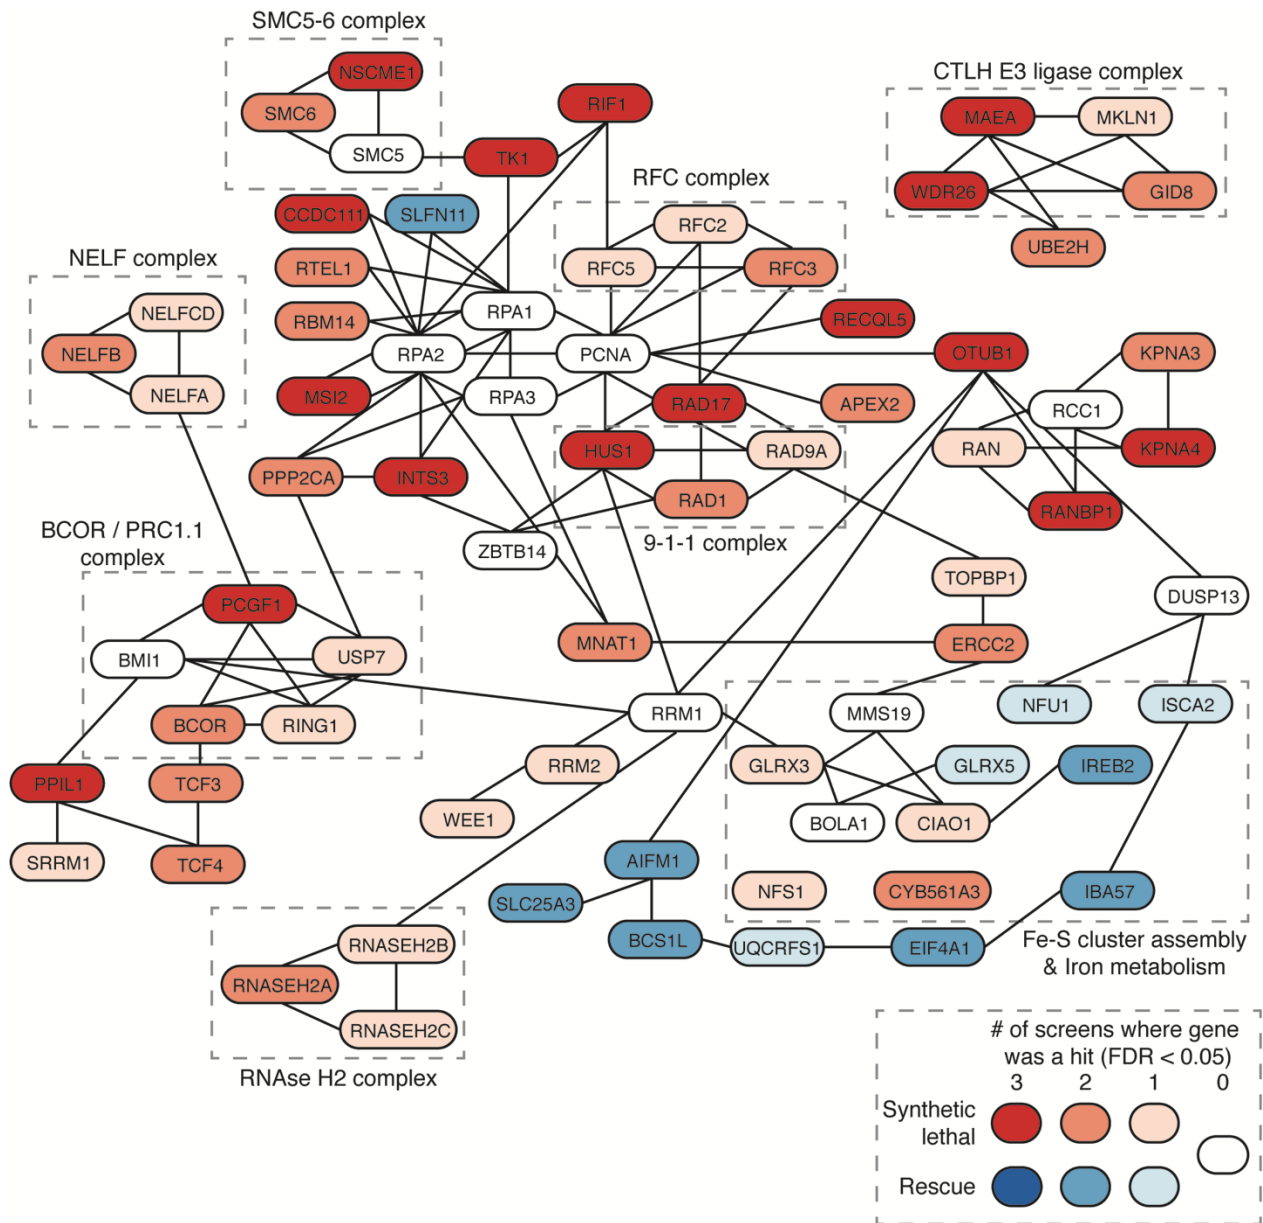 SMC5-6 complex
NSCME1
SMC6
SMC5
TK1
RIF1
CTLH E3 ligase complex
MAEA
MKLN1
WDR26
GID8
UBE2H
CCDC111
SLFN11
RTEL1
RBM14
RPA1
RPA2
RPA3
MSI2
PPP2CA
INTS3
RFC complex
RFC2
RFC5
RFC3
PCNA
RECQL5
APEX2
RAD17
HUS1
RAD9A
RAD1
9-1-1 complex
ZBTB14
NELF complex
NELFCD
NELFB
NELFA
OTUB1
KPNA3
RCC1
RAN
KPNA4
RANBP1
BCOR / PRC1.1
complex
PCGF1
BMI1
USP7
BCOR
RING1
PPIL1
TCF3
SRRM1
TCF4
MNAT1
TOPBP1
ERCC2
DUSP13
RRM1
RRM2
WEE1
MMS19
NFU1
ISCA2
GLRX3
GLRX5
IREB2
BOLA1
CIAO1
NFS1
CYB561A3
IBA57
Fe-S cluster assembly
& Iron metabolism
AIFM1
SLC25A3
BCS1L
UQCRFS1
EIF4A1
RNASEH2B
RNASEH2A
RNASEH2C
RNAse H2 complex
# of screens where gene
was a hit (FDR < 0.05)
3 2 1 0
Synthetic
lethal
Rescue